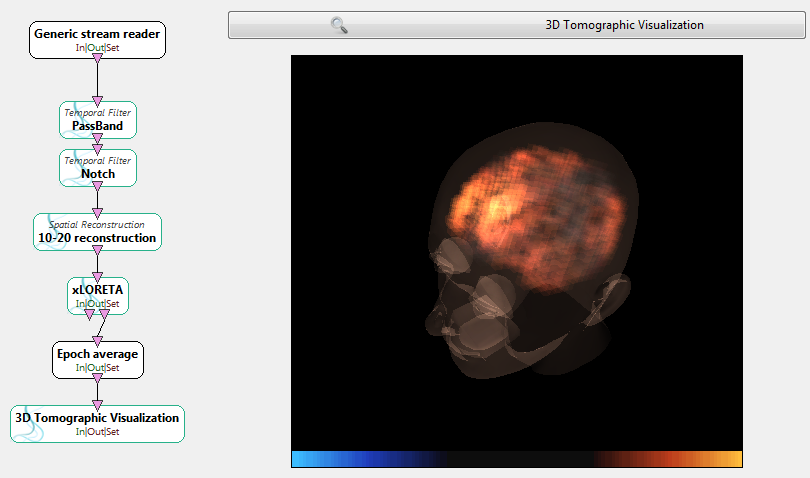 Generic stream reader
In|Out|Set
Temporal Filter
PassBand
Temporal Filter
Notch
Spatial Reconstruction
10-20 reconstruction
xLORETA
In|Out|Set
Epoch average
In|Out|Set
3D Tomographic Visualization
In|Out|Set
3D Tomographic Visualization